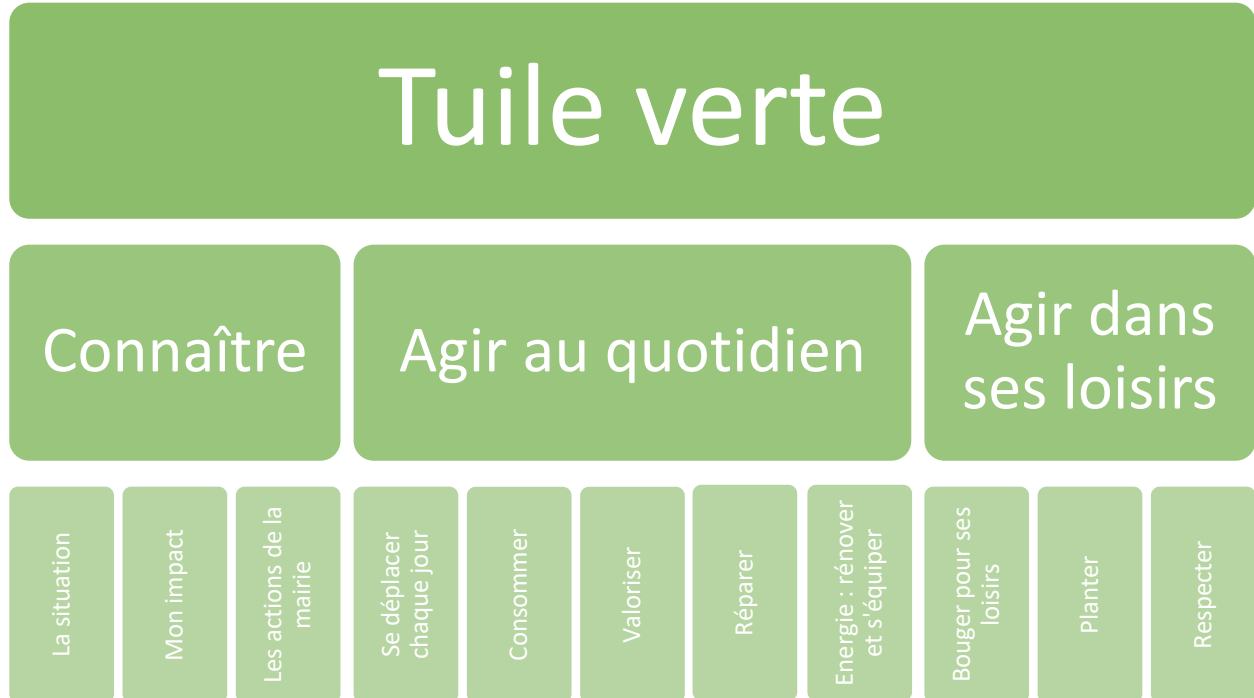 Tuile verte
Connaître
Agir au quotidien
Agir dans
ses loisirs
La situation
Mon impact
Les actions de la
mairie
Se déplacer
chaque jour
Consommer
Valoriser
Réparer
Energie : rénover
et s'équiper
Bouger pour ses
loisirs
Planter
Respecter